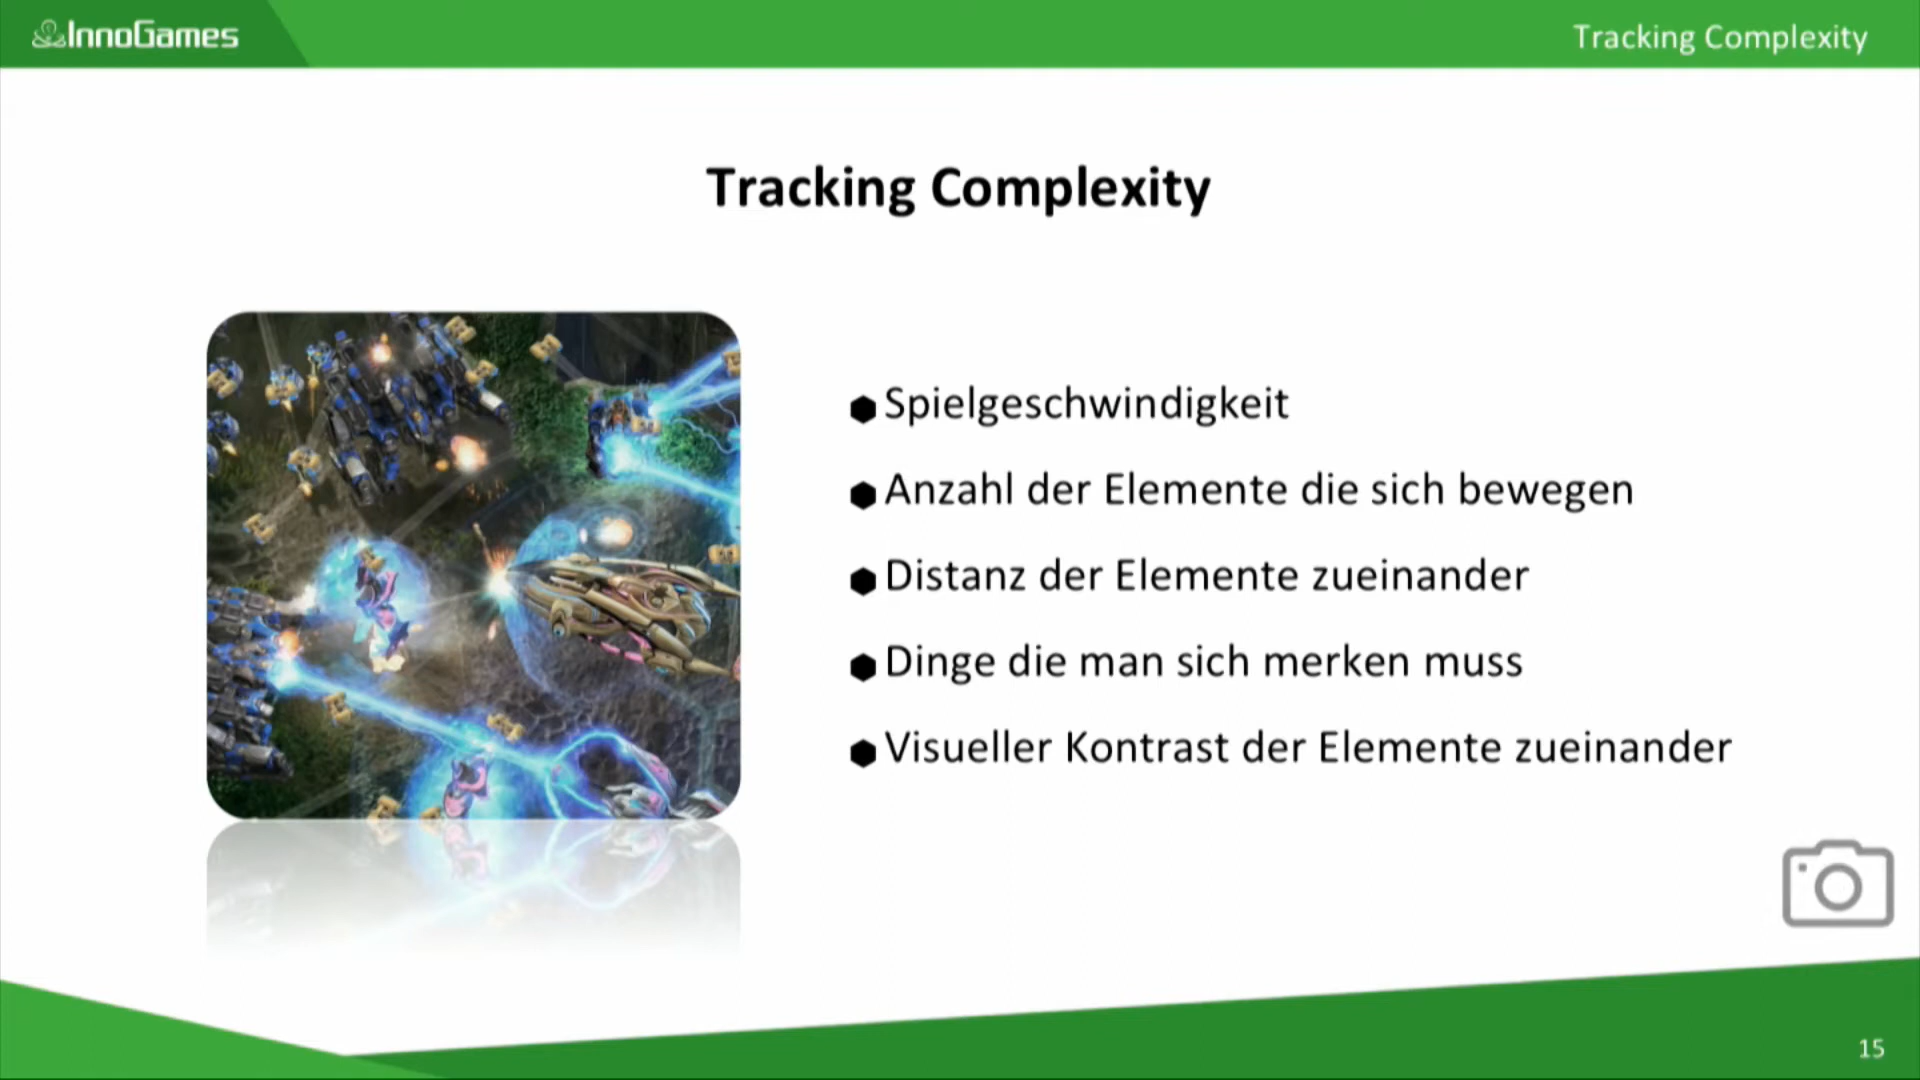 InnoGames
Tracking Complexity
Tracking Complexity
Spielgeschwindigkeit
Anzahl der Elemente die sich bewegen
Distanz der Elemente zueinander
Dinge die man sich merken muss
Visueller Kontrast der Elemente zueinander
15